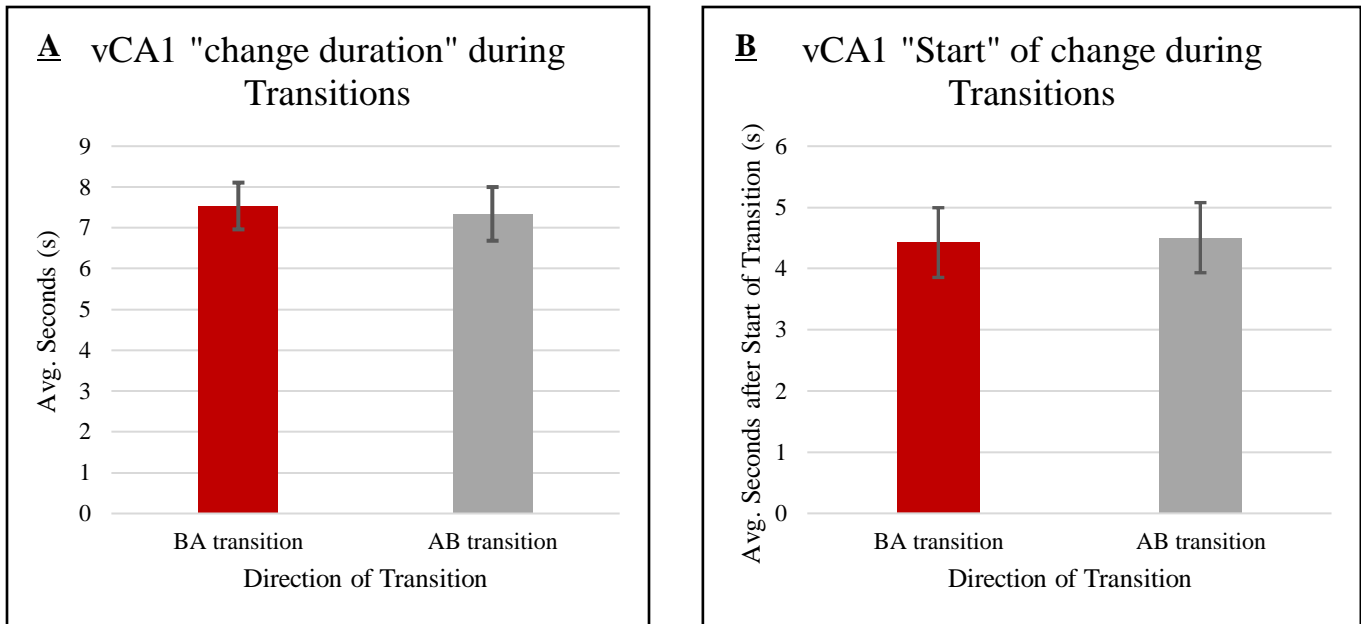 A vCA1 "change duration" during
Transitions
Avg. Seconds (s)
9
8
7
6
5
4
3
2
1
0
BA transition AB transition
Direction of Transition
B vCA1 "Start" of change during
Transitions
Avg. Seconds after Start of Transition (s)
6
5
4
3
2
1
0
BA transition AB transition
Direction of Transition